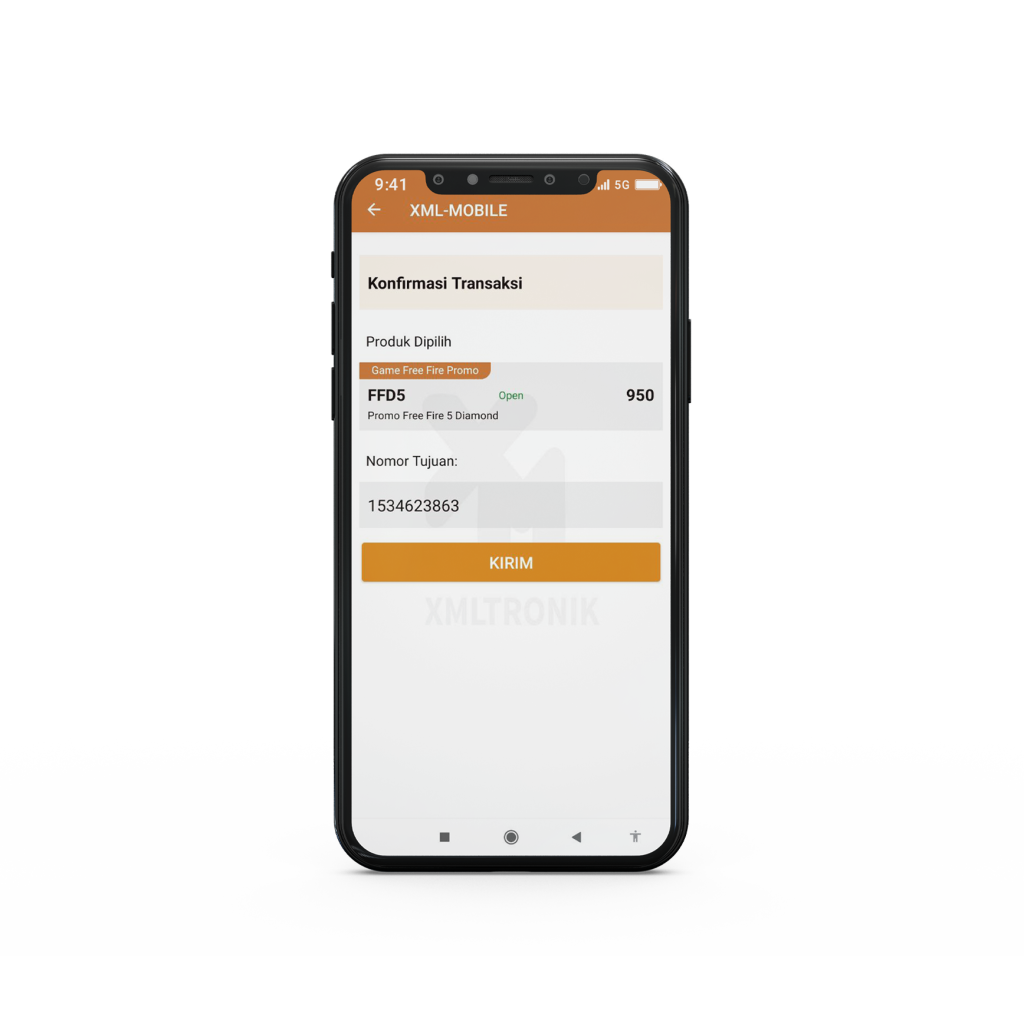 9:41 5G
XML-MOBILE
Konfirmasi Transaksi
Produk Dipilih
Game Free Fire Promo
FFD5 Open 950
Promo Free Fire 5 Diamond
Nomor Tujuan:
1534623863
KIRIM
XMLTRONIK